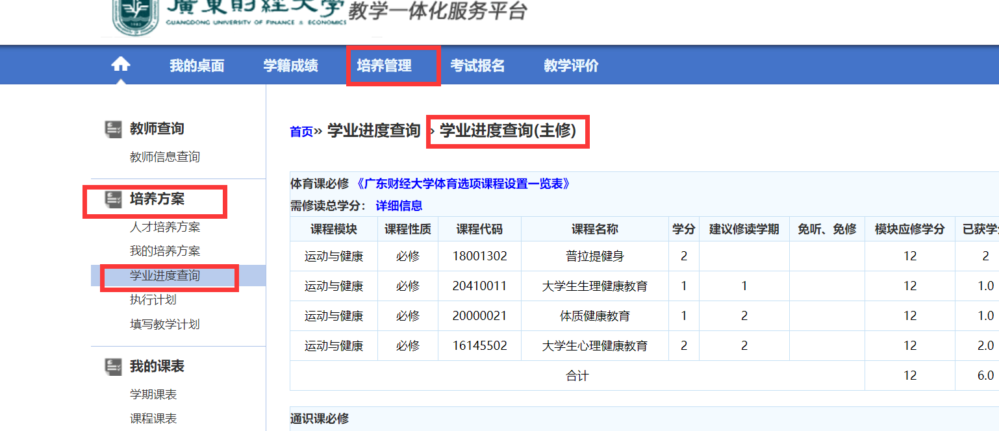 廣東財經大學 教学一体化服务平台
GUANGDONG UNIVERSITY OF FINANCE & ECONOMICS
我的桌面 学籍成绩 培养管理 考试报名 教学评价
教师查询
教师信息查询
培养方案
人才培养方案
我的培养方案
学业进度查询
执行计划
填写教学计划
我的课表
学期课表
课程课表
首页» 学业进度查询 › 学业进度查询(主修)
体育课必修 《广东财经大学体育选项课程设置一览表》
需修读总学分： 详细信息
课程模块 课程性质 课程代码 课程名称 学分 建议修读学期 免听、免修 模块应修学分 已获学
运动与健康 必修 18001302 普拉提健身 2 12 2
运动与健康 必修 20410011 大学生生理健康教育 1 1 12 1.0
运动与健康 必修 20000021 体质健康教育 1 2 12 1.0
运动与健康 必修 16145502 大学生心理健康教育 2 2 12 2.0
合计 12 6.0
通识课必修